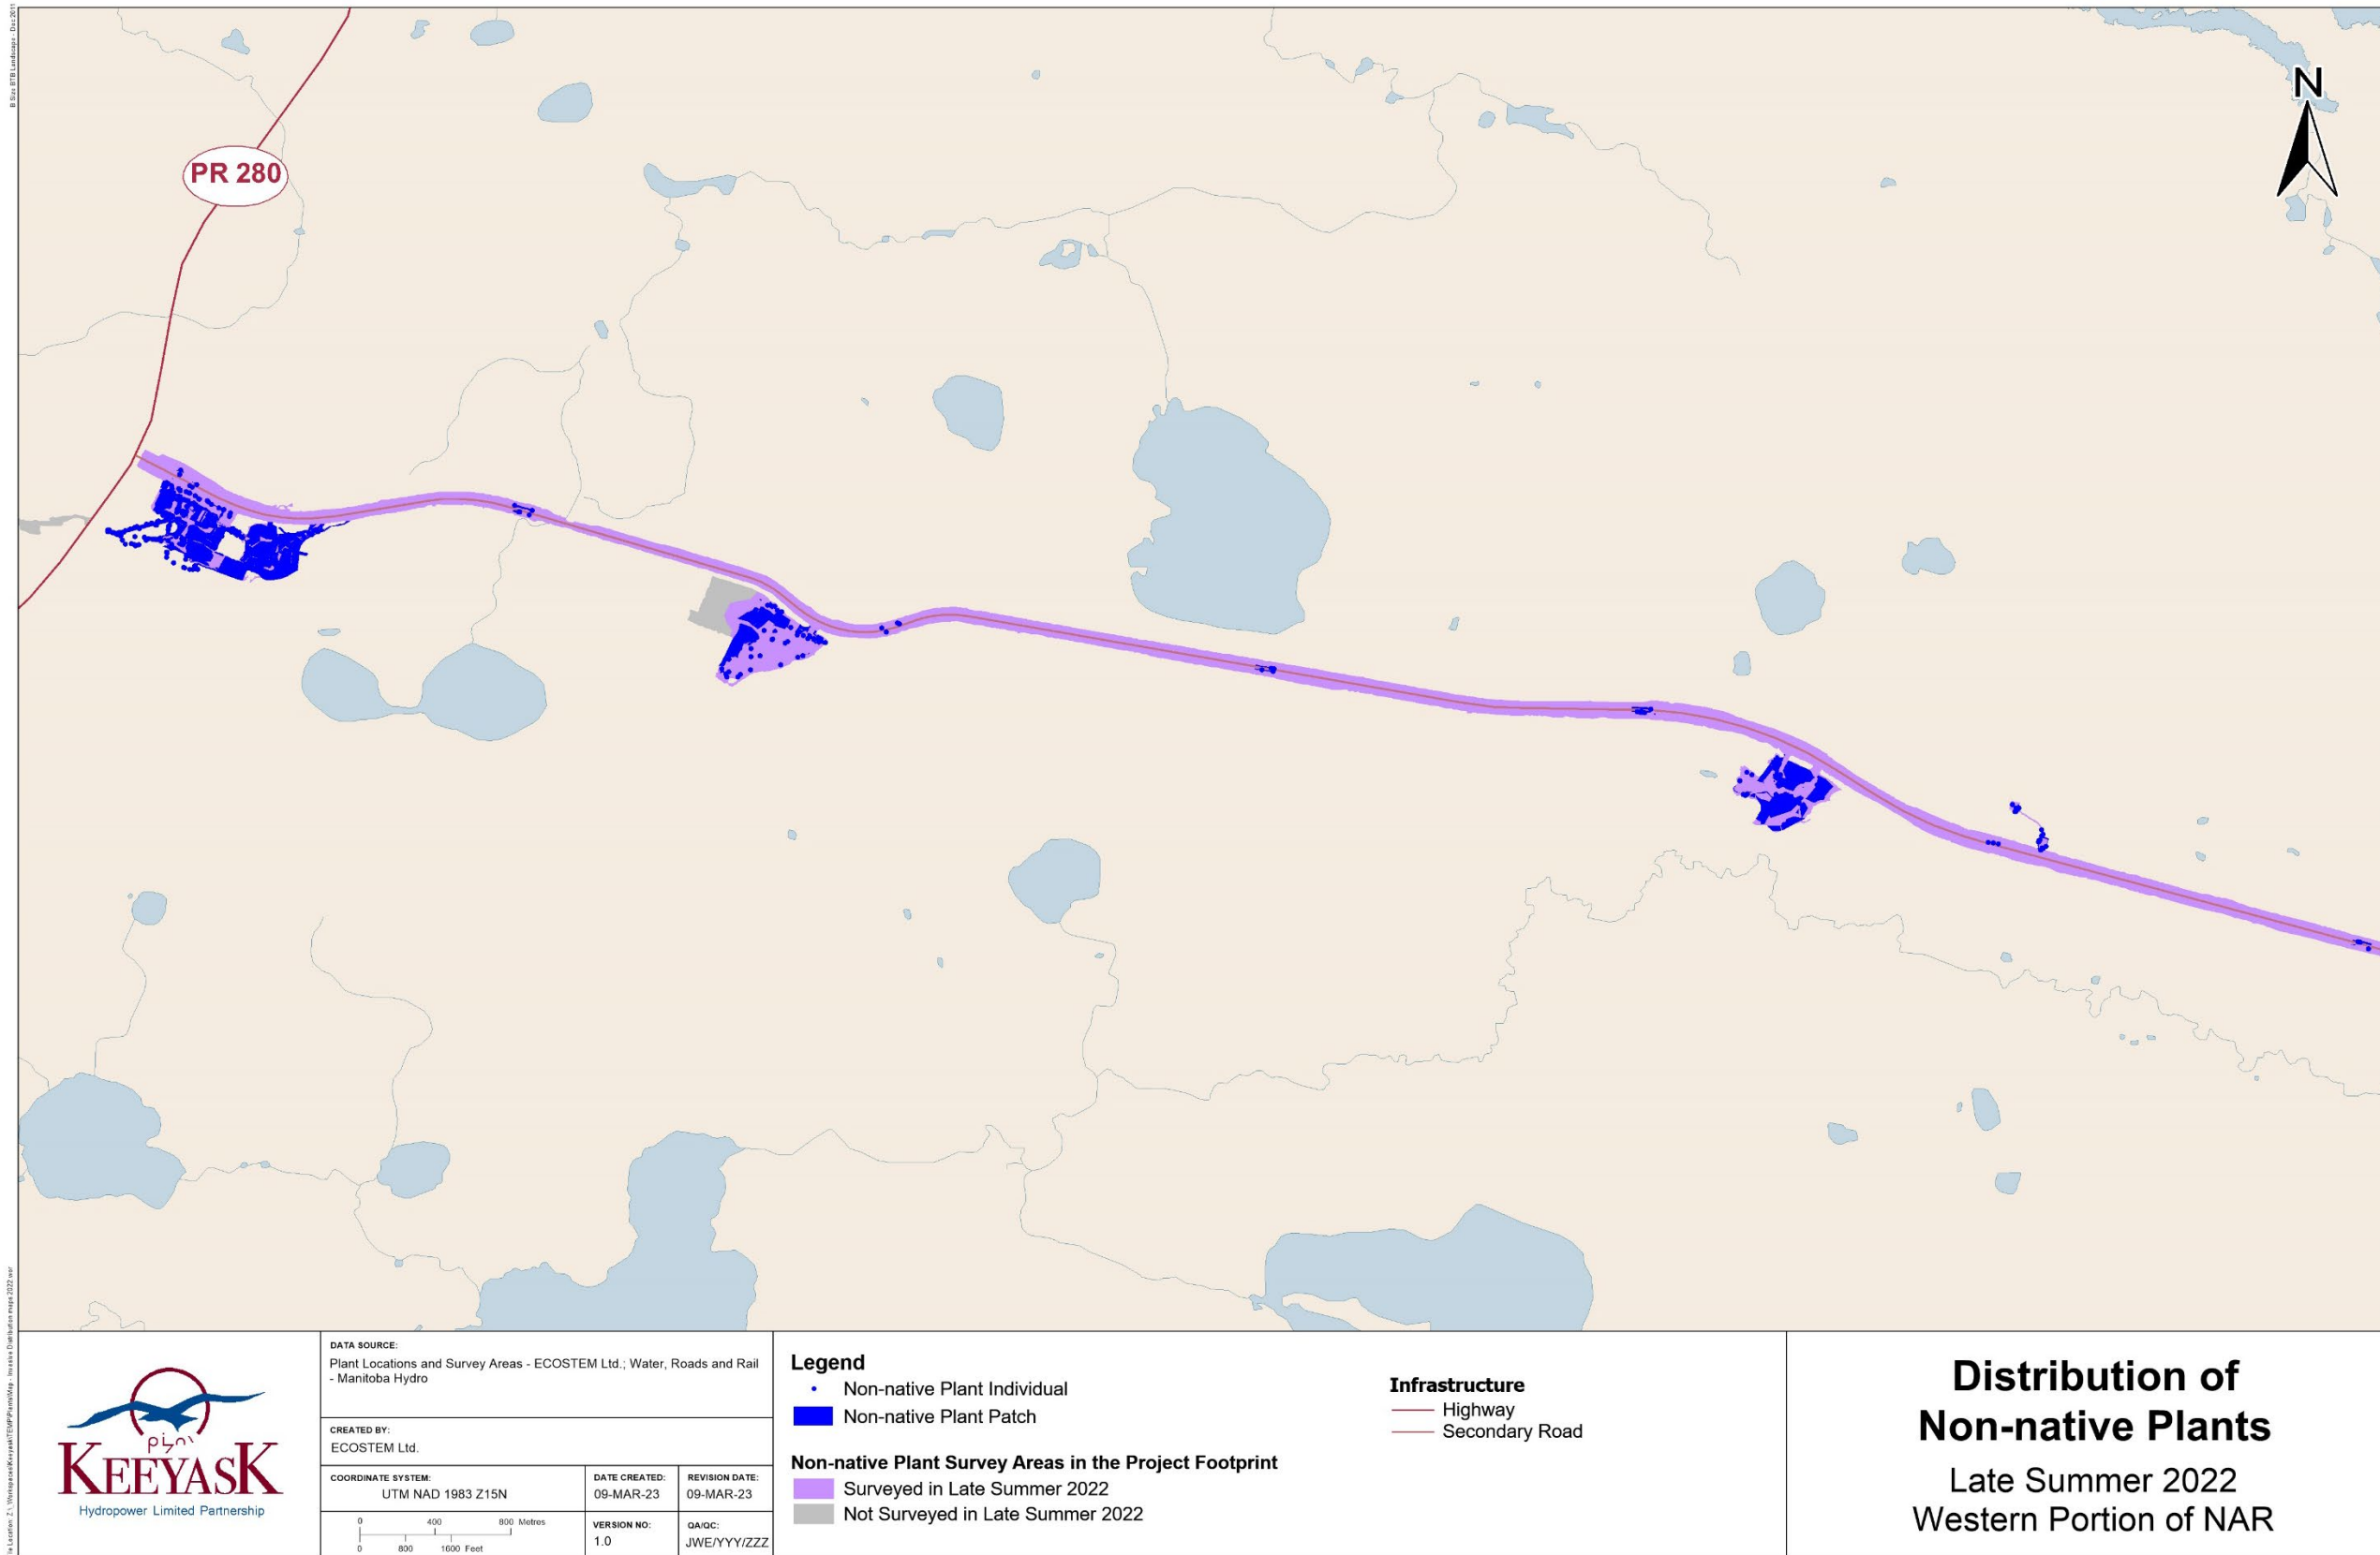 B Size BTB Landscape - Dec 2011
N
PR 280
KEEYASK
Hydropower Limited Partnership
DATA SOURCE:
Plant Locations and Survey Areas - ECOSTEM Ltd.; Water, Roads and Rail
- Manitoba Hydro
CREATED BY:
ECOSTEM Ltd.
COORDINATE SYSTEM:
UTM NAD 1983 Z15N
DATE CREATED:
09-MAR-23
REVISION DATE:
09-MAR-23
0 400 800 Metres
0 800 1600 Feet
VERSION NO:
1.0
QA/QC:
JWE/YYY/ZZZ
Legend
Non-native Plant Individual
Non-native Plant Patch
Non-native Plant Survey Areas in the Project Footprint
Surveyed in Late Summer 2022
Not Surveyed in Late Summer 2022
Infrastructure
Highway
Secondary Road
Distribution of
Non-native Plants
Late Summer 2022
Western Portion of NAR